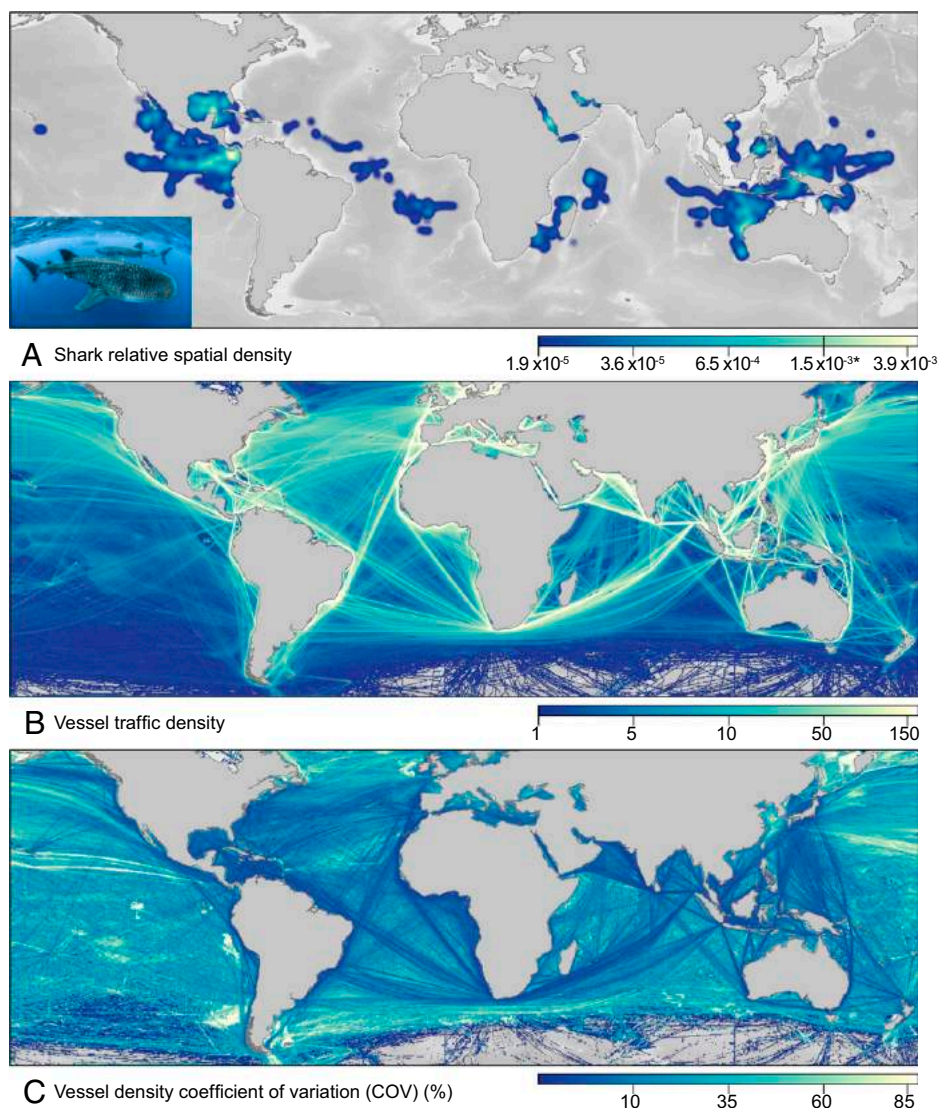 A Shark relative spatial density
1.9 x10-5 3.6 x10-5 6.5 x10-4 1.5 x10-3* 3.9 x10-3
B Vessel traffic density
1 5 10 50 150
C Vessel density coefficient of variation (COV) (%)
10 35 60 85